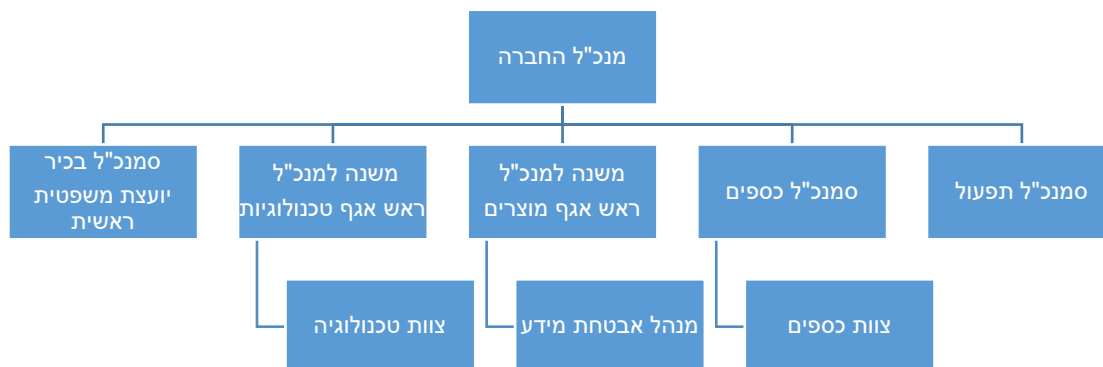 מנכ"ל החברה
סמנכ"ל תפעול
סמנכ"ל כספים
משנה למנכ"ל
ראש אגף מוצרים
משנה למנכ"ל
ראש אגף טכנולוגיות
סמנכ"ל בכיר
יועצת משפטית
ראשית
צוות כספים
מנהל אבטחת מידע
צוות טכנולוגיה